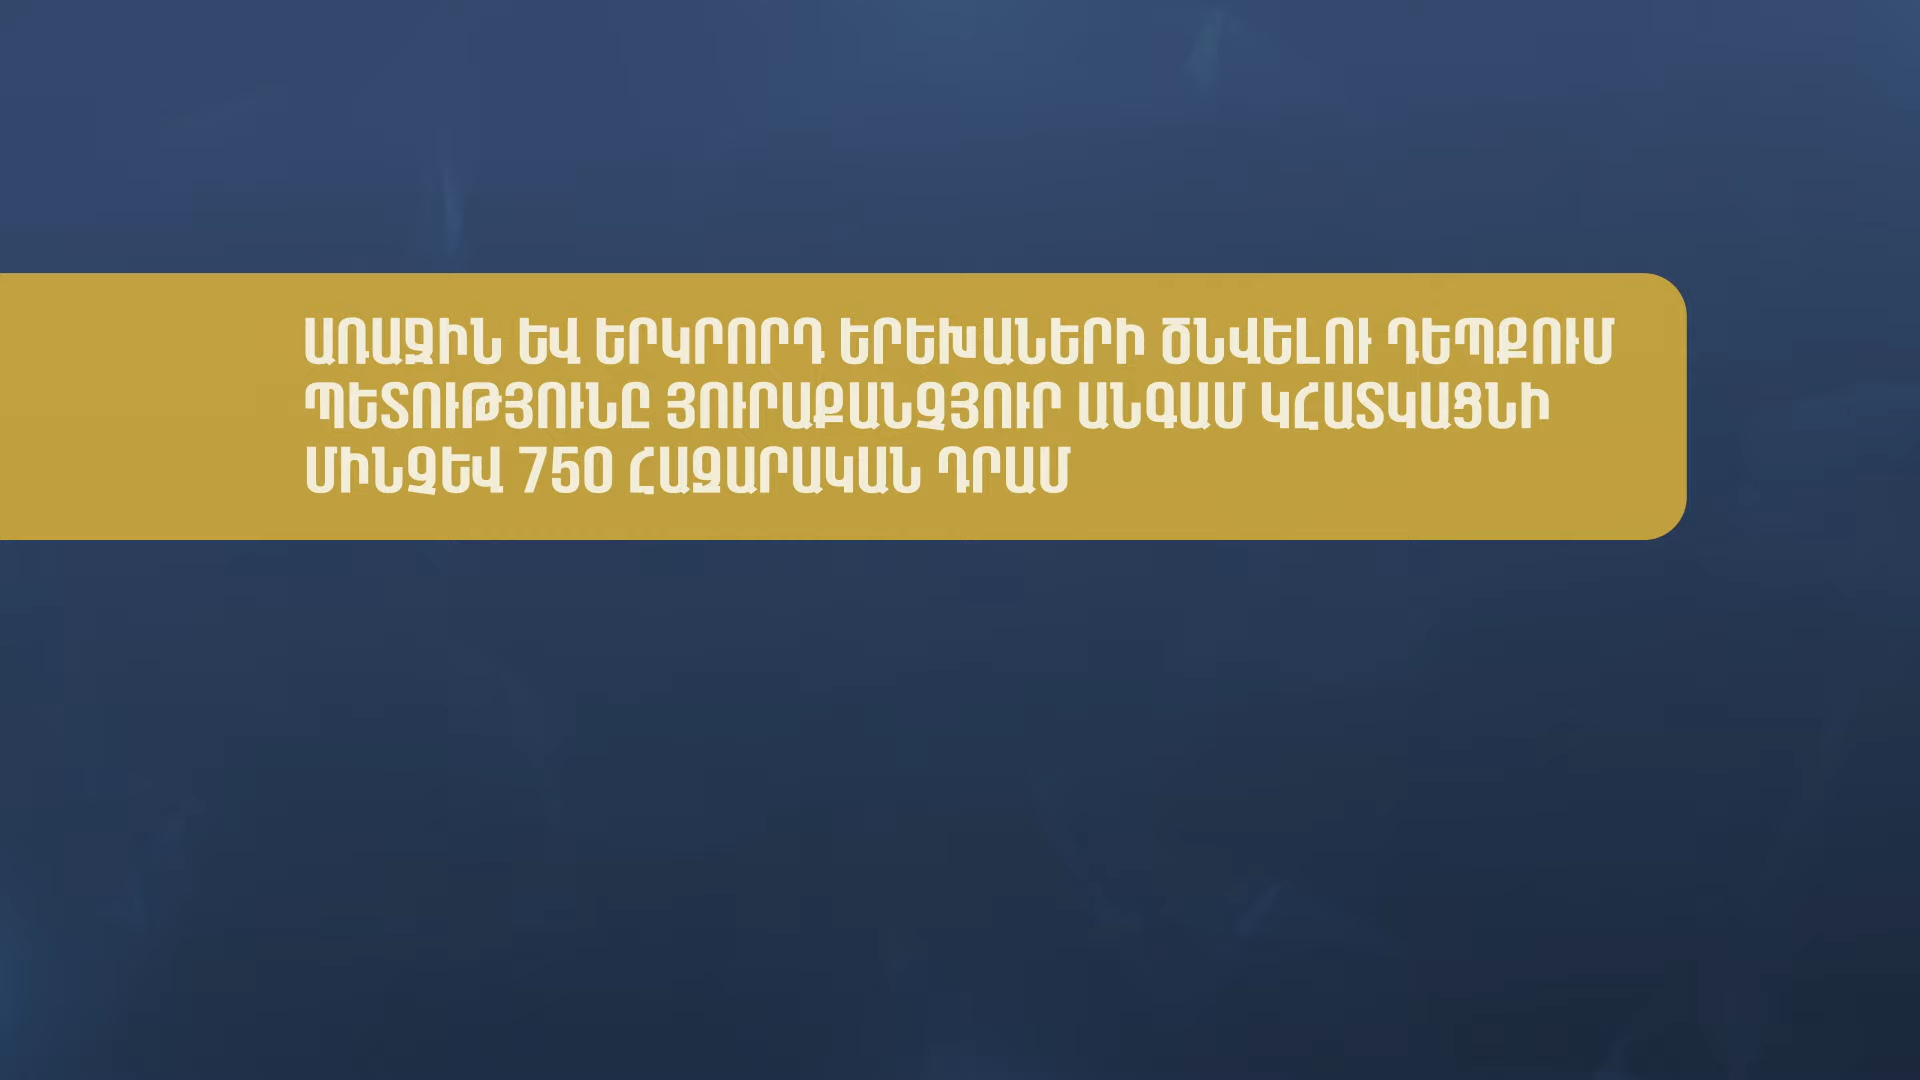 ԱՌԱՋԻՆ ԵՎ ԵՐԿՐՈՐԴ ԵՐԵԽԱՆԵՐԻ ԾՆՎԵԼՈՒ ԴԵՊՔՈՒՄ
ՊԵՏՈՒԹՅՈՒՆԸ ՅՈՒՐԱՔԱՆՉՅՈՒՐ ԱՆԳԱՄ ԿՀԱՏԿԱՑՆԻ
ՄԻՆՉԵՎ 750 ՀԱԶԱՐԱԿԱՆ ԴՐԱՄ